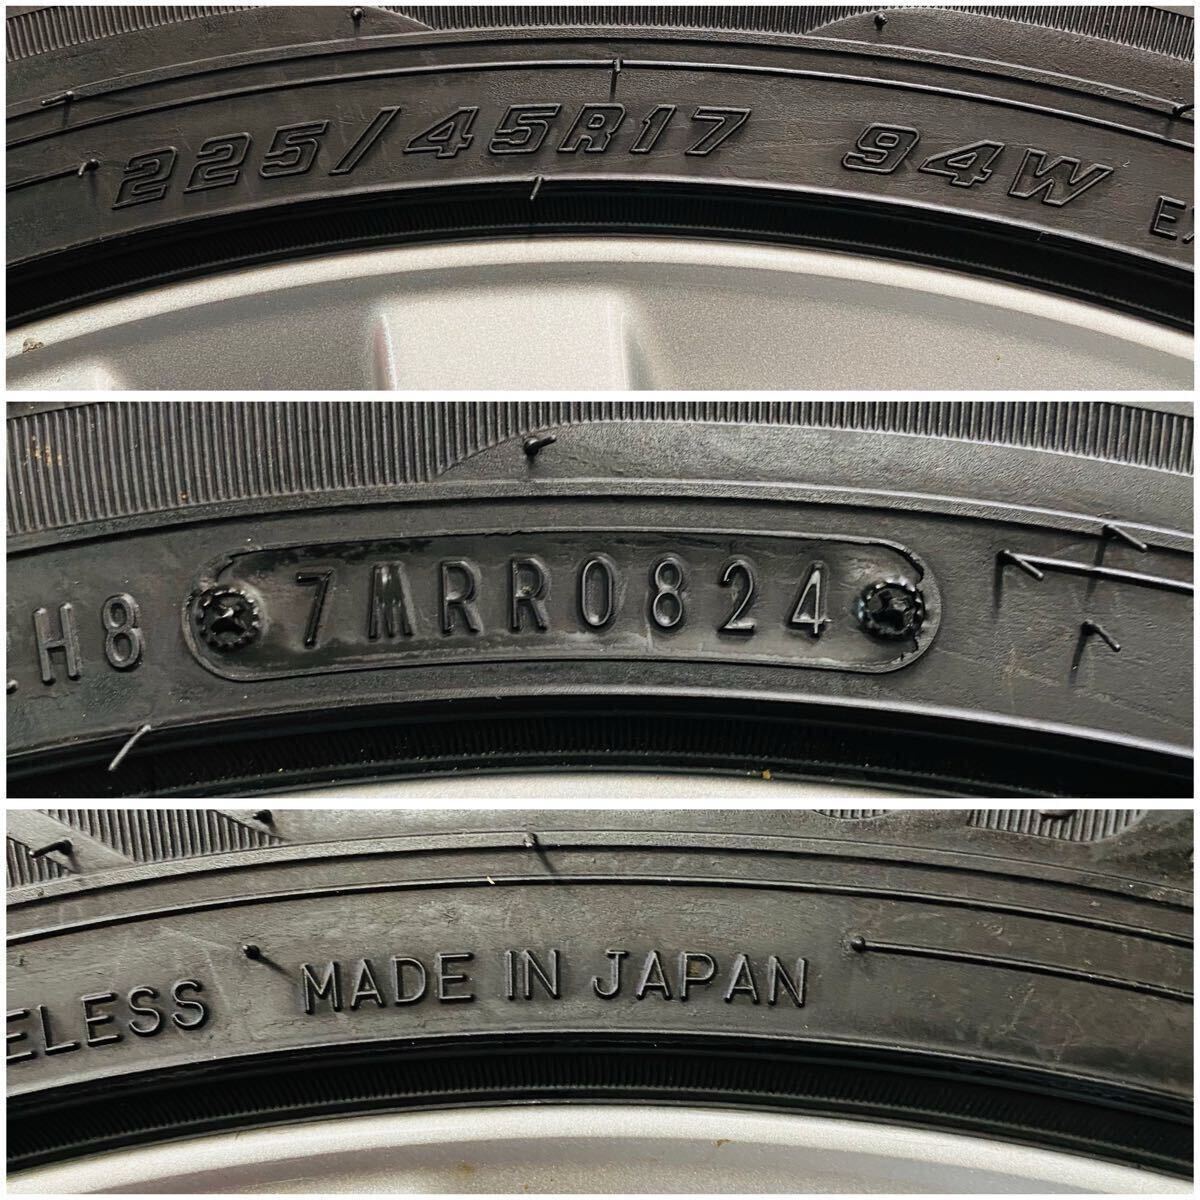 225/45R17 94W
H8 7MRR0824
ELESS MADE IN JAPAN